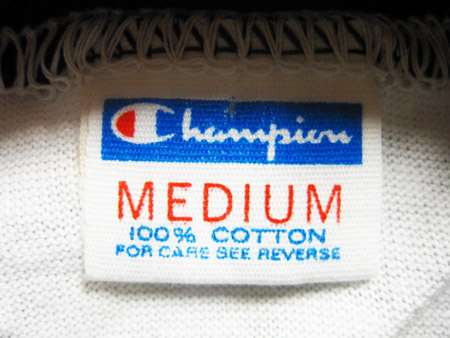 Champion
MEDIUM
100% COTTON
FOR CARE SEE REVERSE